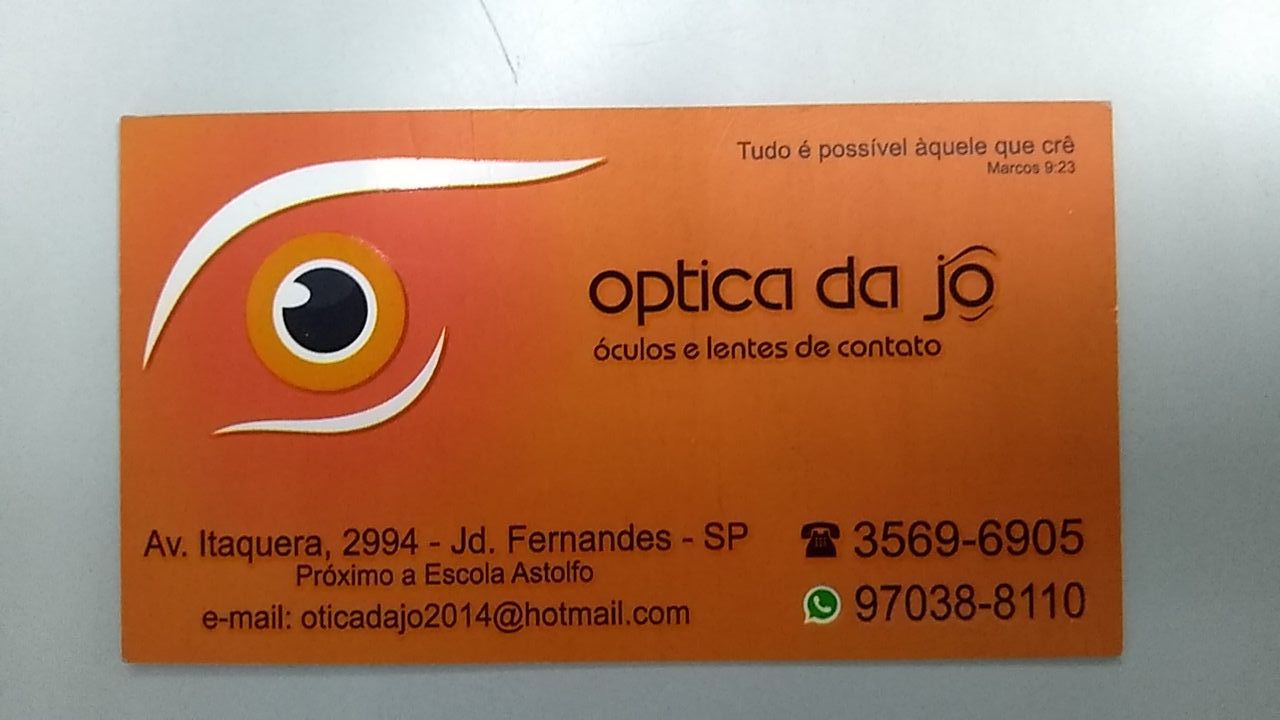 Tudo é possível àquele que crê
Marcos 9:23
optica da jô
óculos e lentes de contato
Av. Itaquera, 2994 - Jd. Fernandes - SP
Próximo a Escola Astolfo
e-mail: oticadajo2014@hotmail.com
3569-6905
97038-8110